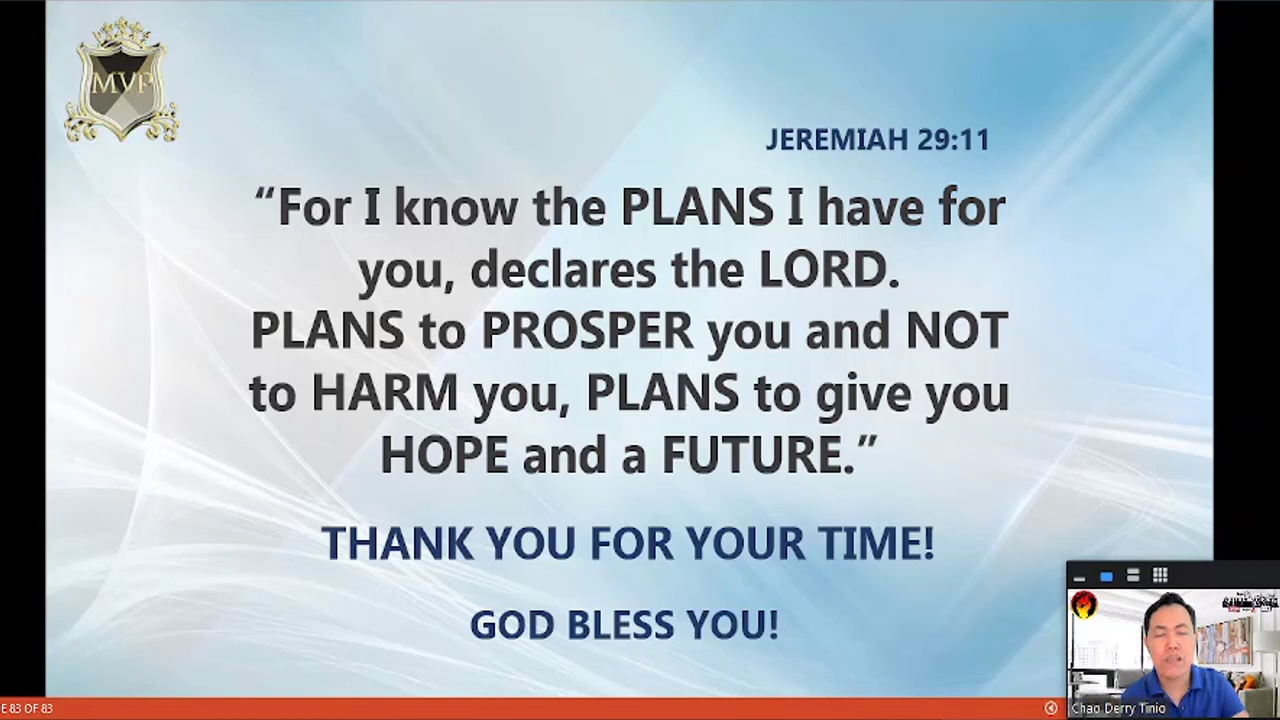 MVP
JEREMIAH 29:11
“For I know the PLANS I have for
you, declares the LORD.
PLANS to PROSPER you and NOT
to HARM you, PLANS to give you
HOPE and a FUTURE.”
THANK YOU FOR YOUR TIME!
GOD BLESS YOU!
E 83 OF 83
Chao Derry Tinio